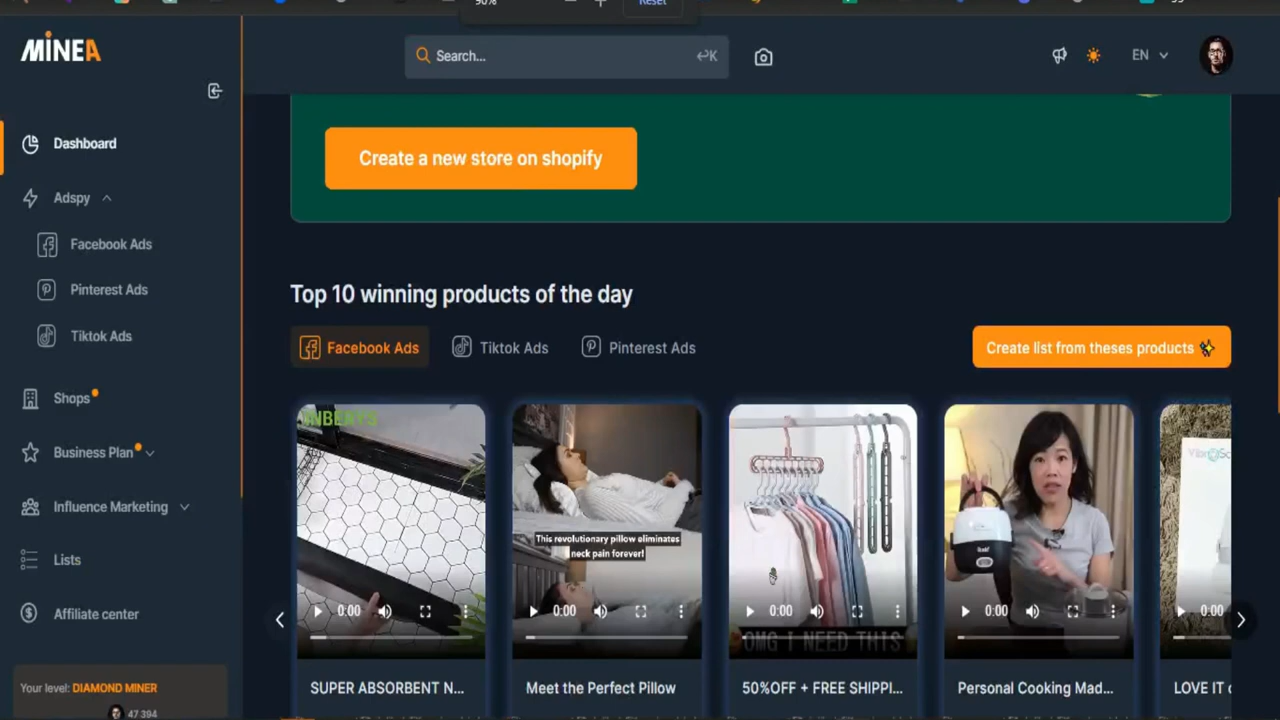 90%
Reset
MINEA
Search...
K
EN
Dashboard
Adspy
Facebook Ads
Pinterest Ads
Tiktok Ads
Shops
Business Plan
Influence Marketing
Lists
Affiliate center
Your level: DIAMOND MINER
47 394
Create a new store on shopify
Top 10 winning products of the day
Facebook Ads
Tiktok Ads
Pinterest Ads
Create list from theses products
This revolutionary pillow eliminates
neck pain forever!
0:00
0:00
0:00
0:00
0:00
OMG I NEED THIS
SUPER ABSORBENT N...
Meet the Perfect Pillow
50%OFF + FREE SHIPPI...
Personal Cooking Mad...
LOVE IT